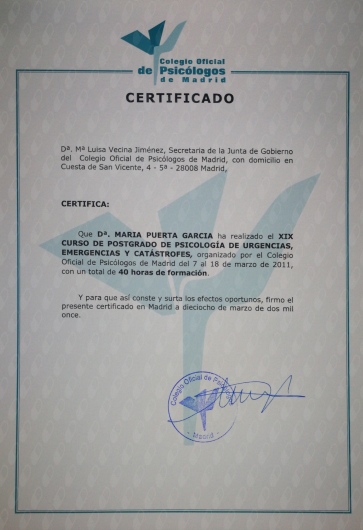 Colegio Oficial
de Psicólogos
de Madrid
CERTIFICADO
Dª. Mª Luisa Vecina Jiménez, Secretaria de la Junta de Gobierno
del Colegio Oficial de Psicólogos de Madrid, con domicilio en
Cuesta de San Vicente, 4 - 5ª - 28008 Madrid,
CERTIFICA:
Que Dª. MARIA PUERTA GARCIA ha realizado el XIX
CURSO DE POSTGRADO DE PSICOLOGÍA DE URGENCIAS,
EMERGENCIAS Y CATÁSTROFES, organizado por el Colegio
Oficial de Psicólogos de Madrid del 7 al 18 de marzo de 2011,
con un total de 40 horas de formación.
Y para que así conste y surta los efectos oportunos, firmo el
presente certificado en Madrid a dieciocho de marzo de dos mil
once.
Colegio Oficial de
- Madrid -